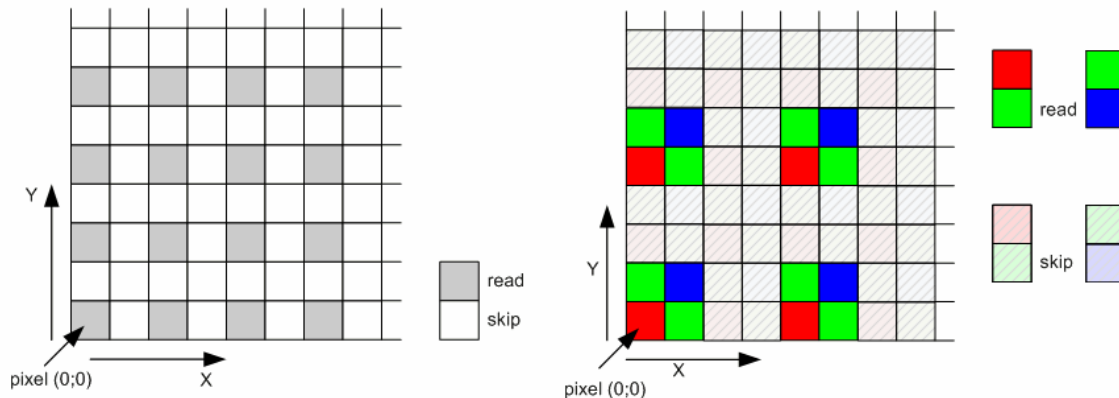 Y
read
skip
X
pixel (0;0)
read
skip
Y
X
pixel (0;0)